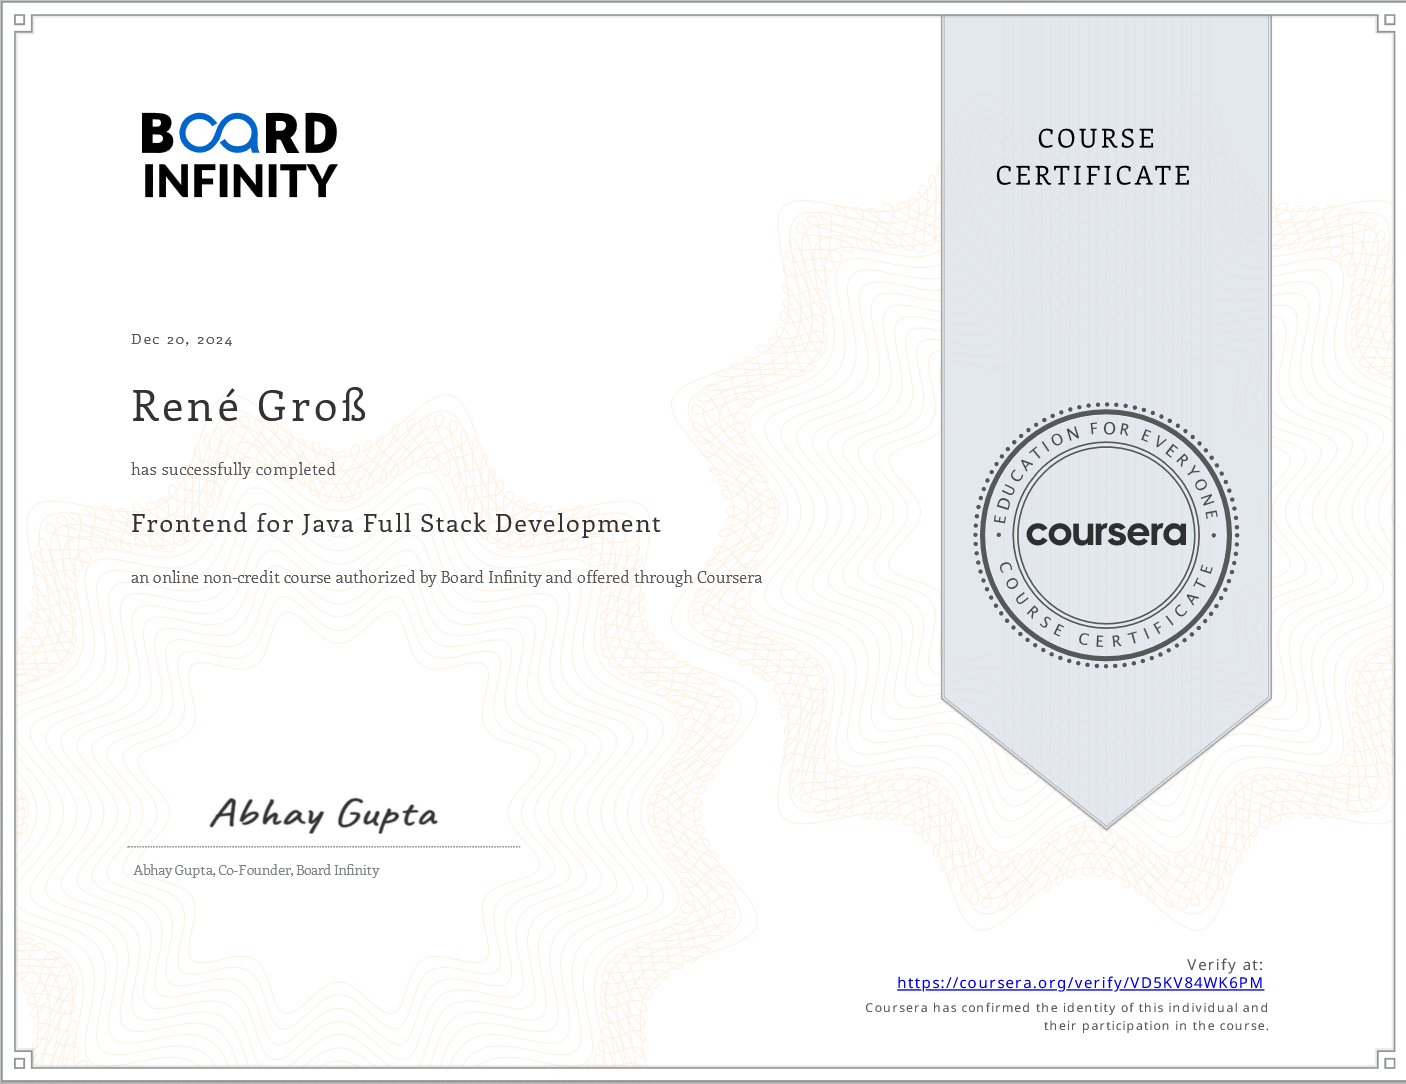 BOARD
INFINITY
COURSE
CERTIFICATE
Dec 20, 2024
René Groß
has successfully completed
Frontend for Java Full Stack Development
an online non-credit course authorized by Board Infinity and offered through Coursera
EDUCATION FOR EVERYONE
coursera
COURSE CERTIFICATE
Abhay Gupta
Abhay Gupta, Co-Founder, Board Infinity
Verify at:
https://coursera.org/verify/VD5KV84WK6PM
Coursera has confirmed the identity of this individual and
their participation in the course.